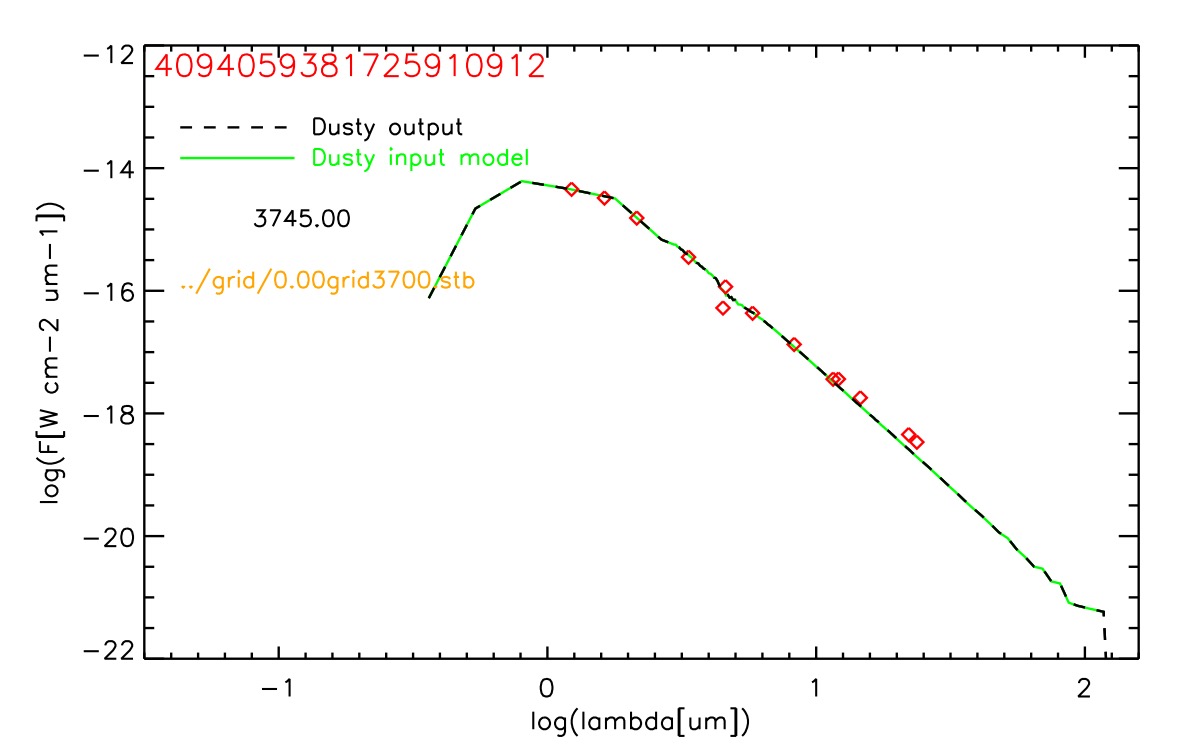 4094059381725910912
Dusty output
Dusty input model
3745.00
../grid/0.00grid3700.stb
log(F[W cm-2 um-1])
-12
-14
-16
-18
-20
-22
-1
0
1
2
log(lambda[um])